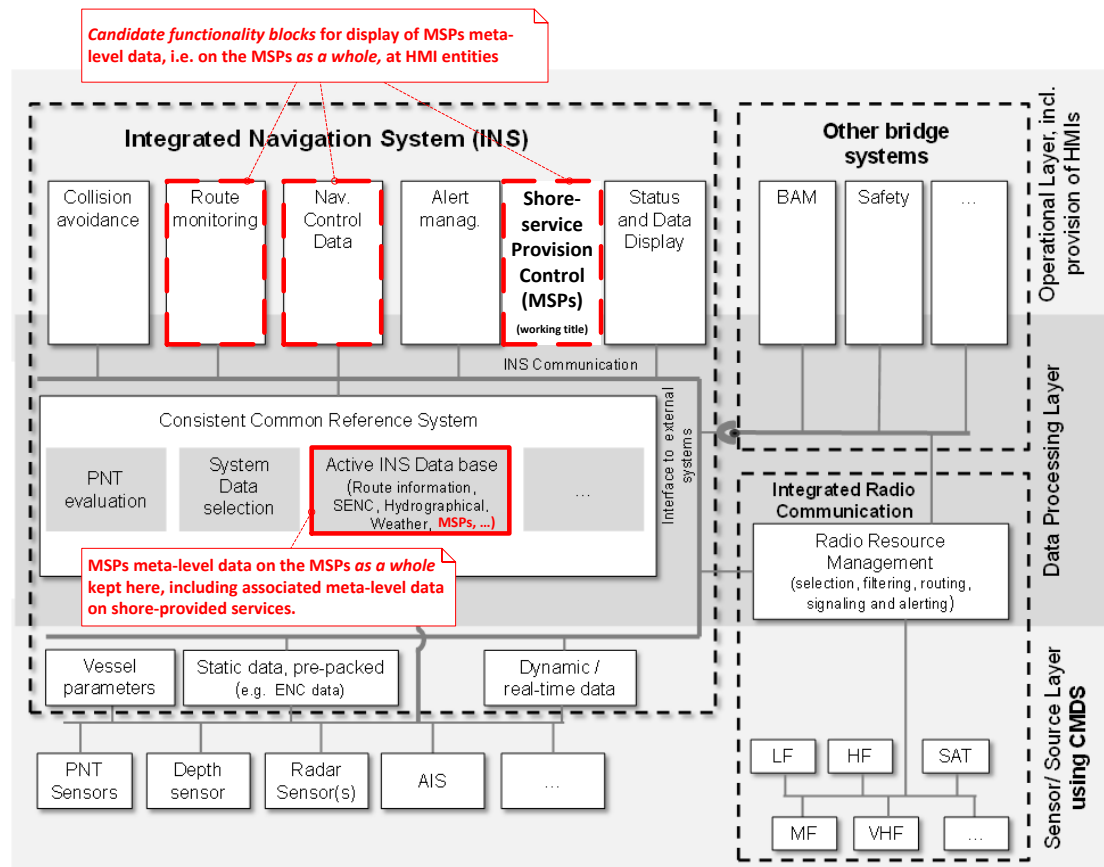 Candidate functionality blocks for display of MSPs meta-
level data, i.e. on the MSPs as a whole, at HMI entities
Integrated Navigation System (INS)
Collision
avoidance
Route
monitoring
Nav.
Control
Data
Alert
manag.
Shore-
service
Provision
Control
(MSPs)
(working title)
Status
and Data
Display
Other bridge
systems
BAM
Safety
...
Operational Layer, incl.
provision of HMIs
INS Communication
Consistent Common Reference System
PNT
evaluation
System
Data
selection
Active INS Data base
(Route information,
SENC, Hydrographical,
Weather, MSPs, ...)
...
Interface to external
systems
MSPs meta-level data on the MSPs as a whole
kept here, including associated meta-level data
on shore-provided services.
Integrated Radio
Communication
Radio Resource
Management
(selection, filtering, routing,
signaling and alerting)
Data Processing Layer
Vessel
parameters
Static data, pre-packed
(e.g. ENC data)
Dynamic /
real-time data
PNT
Sensors
Depth
sensor
Radar
Sensor(s)
AIS
...
LF
HF
SAT
MF
VHF
...
Sensor/ Source Layer
using CMDS